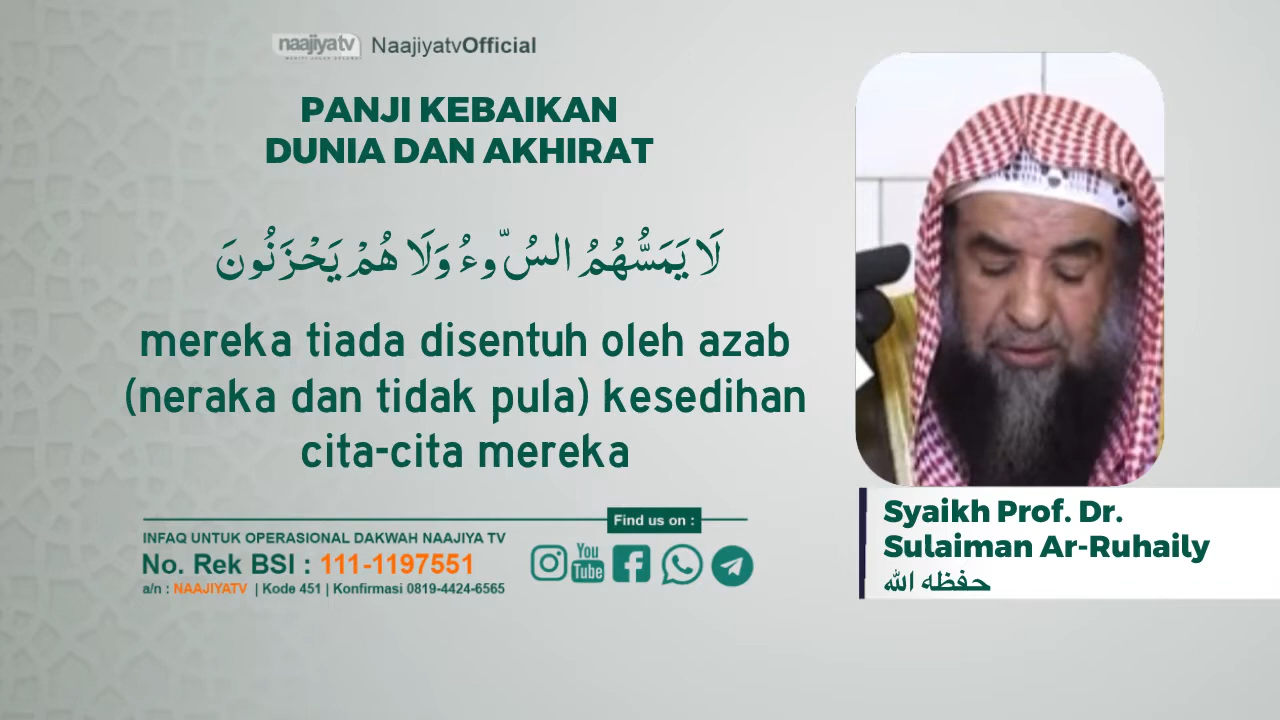 naajiyatv NaajiyatvOfficial
PANJI KEBAIKAN
DUNIA DAN AKHIRAT
لَا يَمَسُّهُمُ السُّوءُ وَلَا هُمْ يَحْزَنُونَ
mereka tiada disentuh oleh azab
(neraka dan tidak pula) kesedihan
cita-cita mereka
Find us on :
INFAQ UNTUK OPERASIONAL DAKWAH NAAJIYA TV
No. Rek BSI : 111-1197551
a/n : NAAJIYATV | Kode 451 | Konfirmasi 0819-4424-6565
You
Tube
Syaikh Prof. Dr.
Sulaiman Ar-Ruhaily
حفظه الله